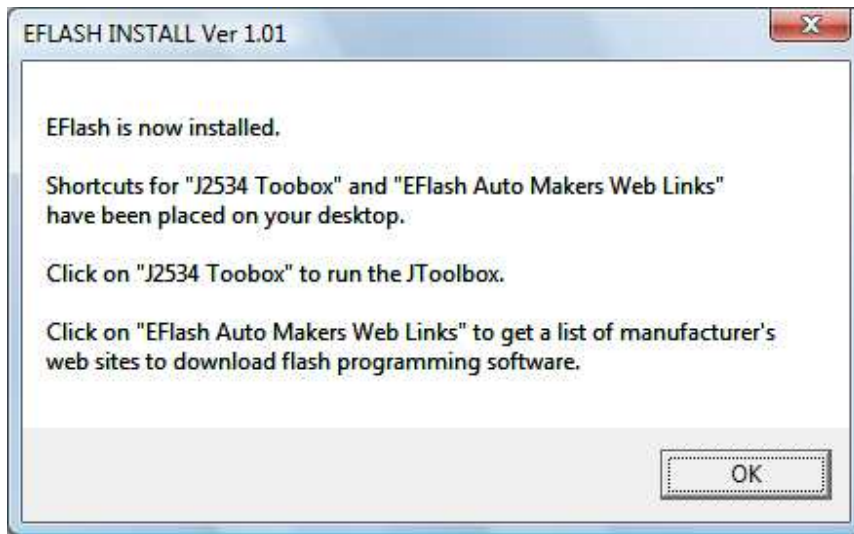 EFLASH INSTALL Ver 1.01
EFlash is now installed.
Shortcuts for "J2534 Toobox" and "EFlash Auto Makers Web Links"
have been placed on your desktop.
Click on "J2534 Toobox" to run the JToolbox.
Click on "EFlash Auto Makers Web Links" to get a list of manufacturer's
web sites to download flash programming software.
OK